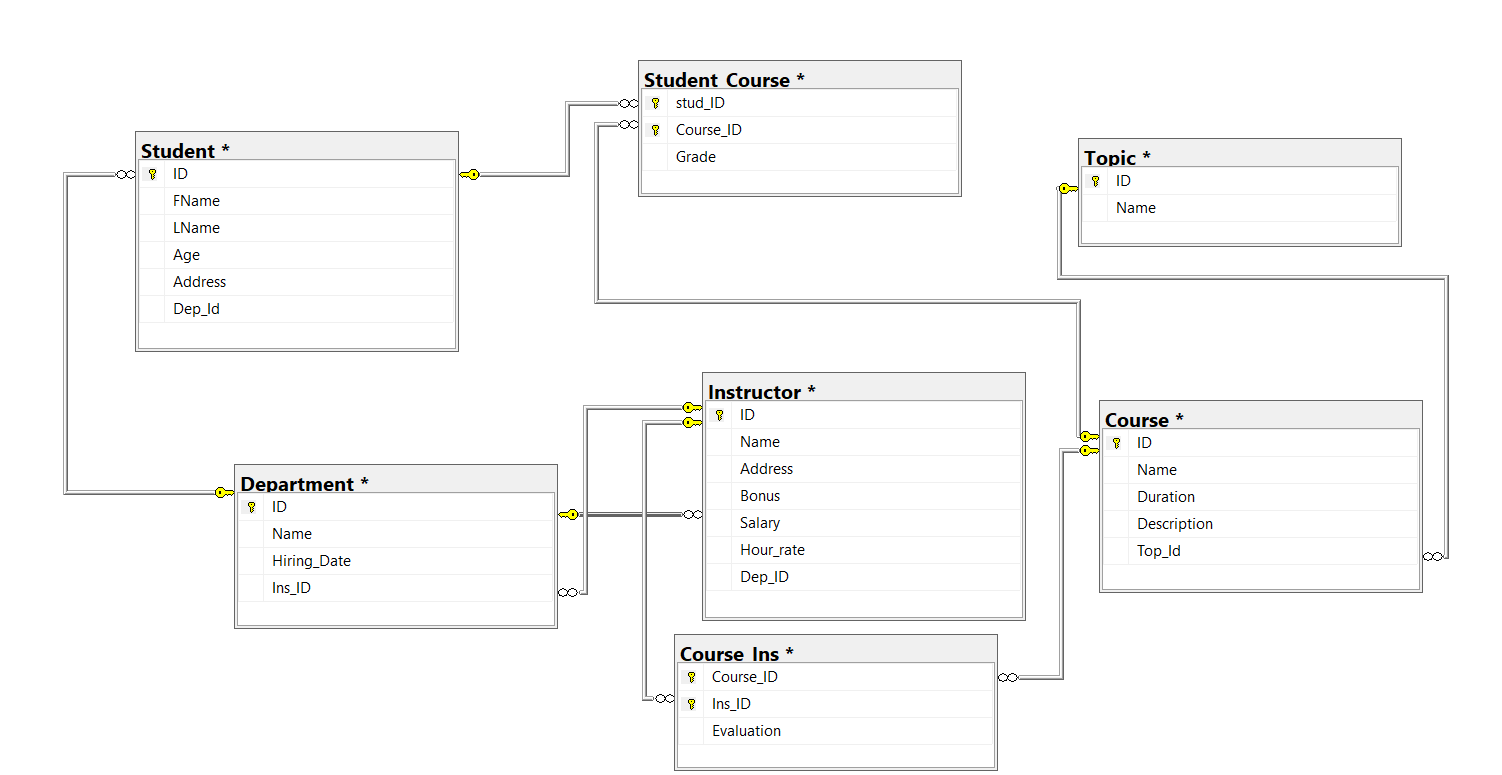 Student_Course *
stud_ID
Course_ID
Grade
Student *
ID
FName
LName
Age
Address
Dep_Id
Topic *
ID
Name
Instructor *
ID
Name
Address
Bonus
Salary
Hour_rate
Dep_ID
Course *
ID
Name
Duration
Description
Top_Id
Department *
ID
Name
Hiring_Date
Ins_ID
Course_Ins *
Course_ID
Ins_ID
Evaluation